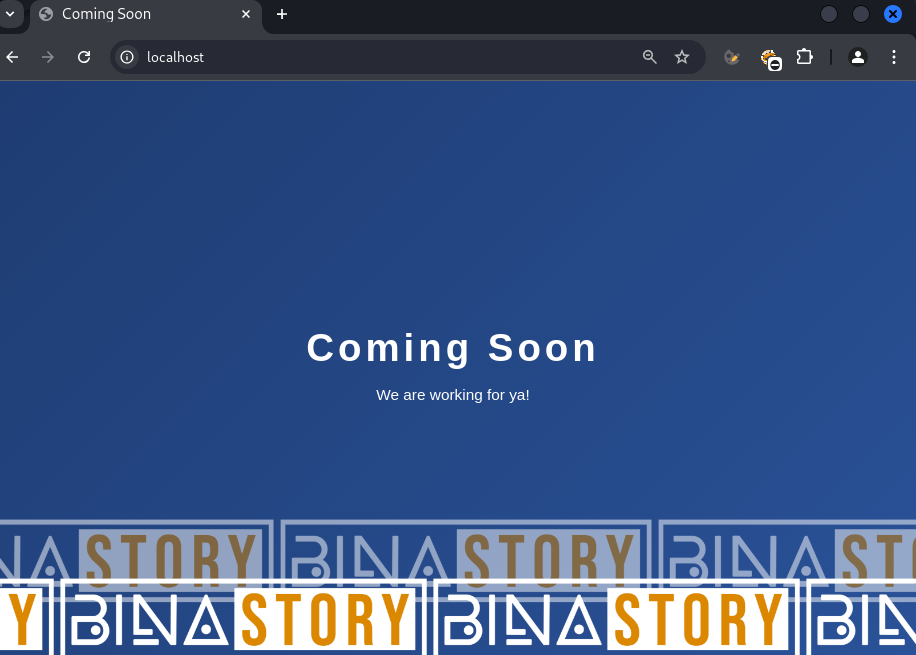 Coming Soon
localhost
Coming Soon
We are working for ya!
NA STORY BINA STORY BINA STO
Y BINA STORY BINA STORY BIN